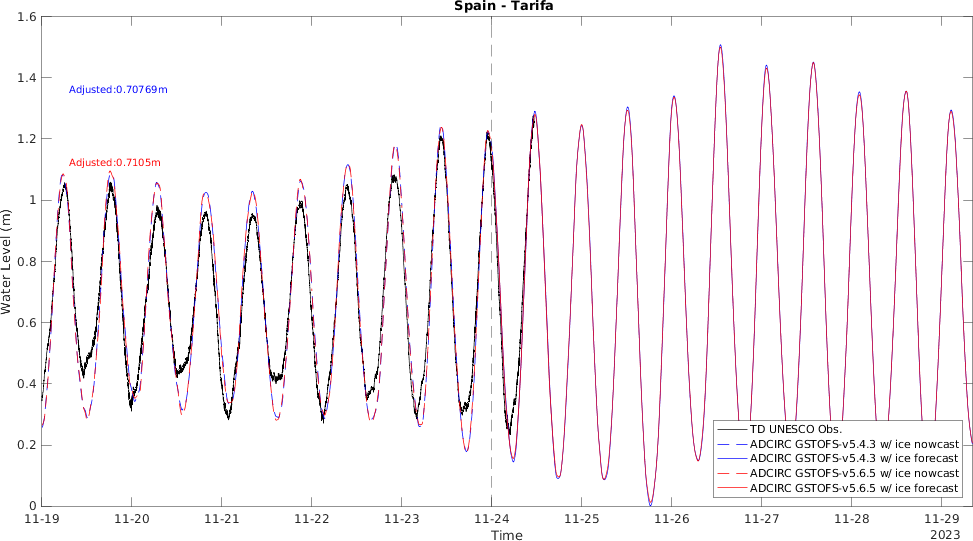 Spain - Tarifa
1.6
1.4
1.2
1
0.8
0.6
0.4
0.2
0
Water Level (m)
Adjusted:0.70769m
Adjusted:0.7105m
TD UNESCO Obs.
ADCIRC GSTOFS-v5.4.3 w/ ice nowcast
ADCIRC GSTOFS-v5.4.3 w/ ice forecast
ADCIRC GSTOFS-v5.6.5 w/ ice nowcast
ADCIRC GSTOFS-v5.6.5 w/ ice forecast
11-19 11-20 11-21 11-22 11-23 11-24 11-25 11-26 11-27 11-28 11-29
2023
Time